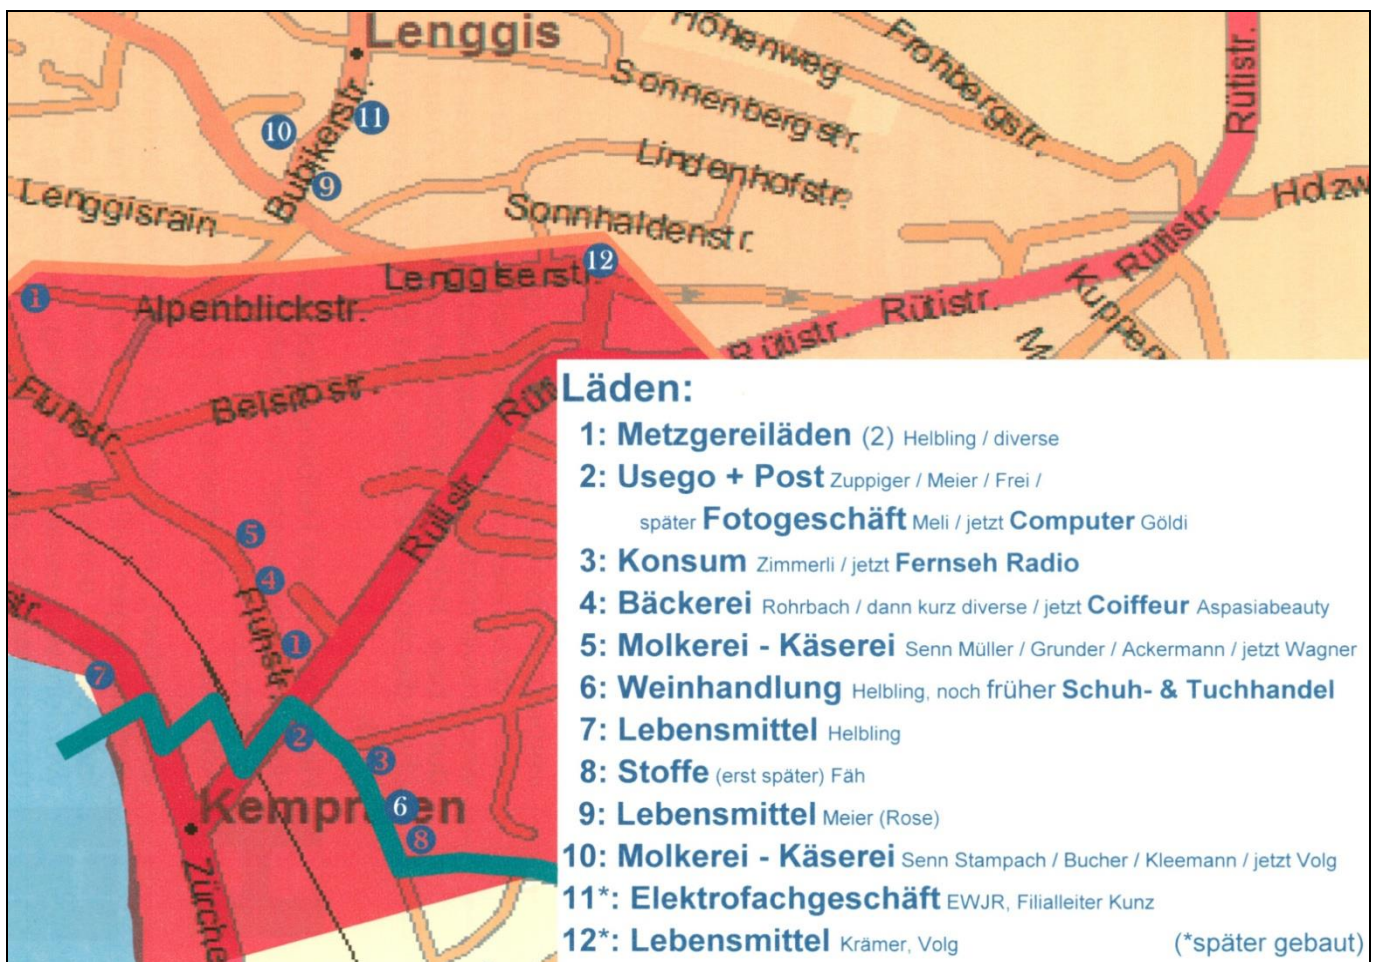 Lenggis
Höhenweg
Frohbergstr.
Rütistr.
Sonnenbergstr.
11
10
Bubikerstr.
Lindenhofstr.
9
Holzw
Lenggisrain
Sonnhaldenstr.
Rütistr.
12
Lenggiserstr.
Kuppen
1
Alpenblickstr.
Rütistr.
Rütistr.
M
Fluhstr.
Belsitostr.
Rüti
Rütistr.
5
4
Fluhstr.
1
str.
7
2
3
6
Kempraten
8
Zürche
Läden:
1: Metzgereiläden (2) Helbling / diverse
2: Usego + Post Zuppiger / Meier / Frei /
später Fotogeschäft Meli / jetzt Computer Göldi
3: Konsum Zimmerli / jetzt Fernseh Radio
4: Bäckerei Rohrbach / dann kurz diverse / jetzt Coiffeur Aspasiabeauty
5: Molkerei - Käserei Senn Müller / Grunder / Ackermann / jetzt Wagner
6: Weinhandlung Helbling, noch früher Schuh- & Tuchhandel
7: Lebensmittel Helbling
8: Stoffe (erst später) Fäh
9: Lebensmittel Meier (Rose)
10: Molkerei - Käserei Senn Stampach / Bucher / Kleemann / jetzt Volg
11*: Elektrofachgeschäft EWJR, Filialleiter Kunz
12*: Lebensmittel Krämer, Volg (*später gebaut)